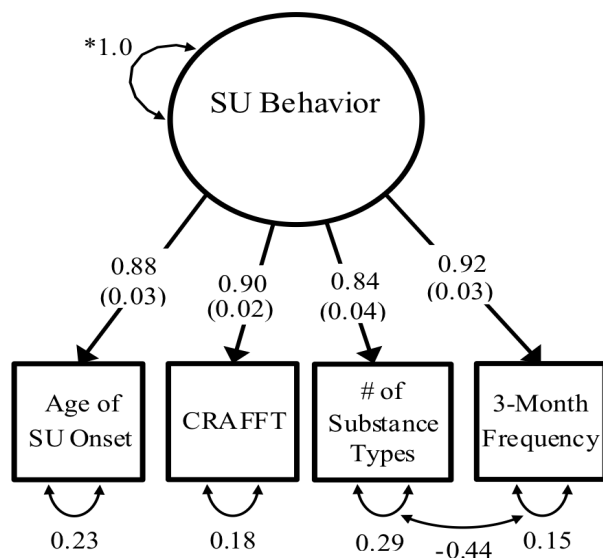 *1.0
SU Behavior
0.88
(0.03)
0.90
(0.02)
0.84
(0.04)
0.92
(0.03)
Age of
SU Onset
CRAFFT
# of
Substance
Types
3-Month
Frequency
0.23
0.18
0.29
-0.44
0.15